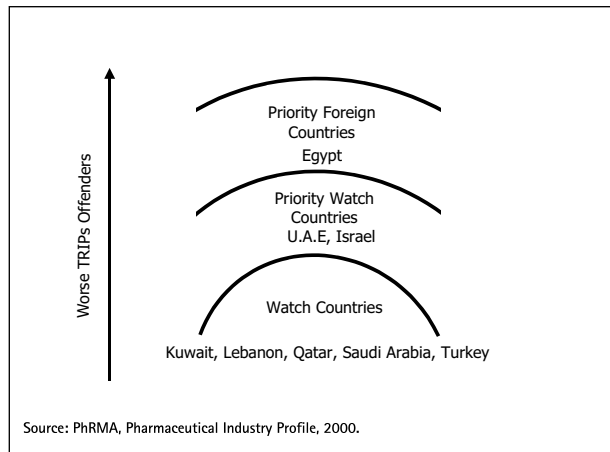 Worse TRIPs Offenders
Priority Foreign
Countries
Egypt
Priority Watch
Countries
U.A.E, Israel
Watch Countries
Kuwait, Lebanon, Qatar, Saudi Arabia, Turkey
Source: PhRMA, Pharmaceutical Industry Profile, 2000.